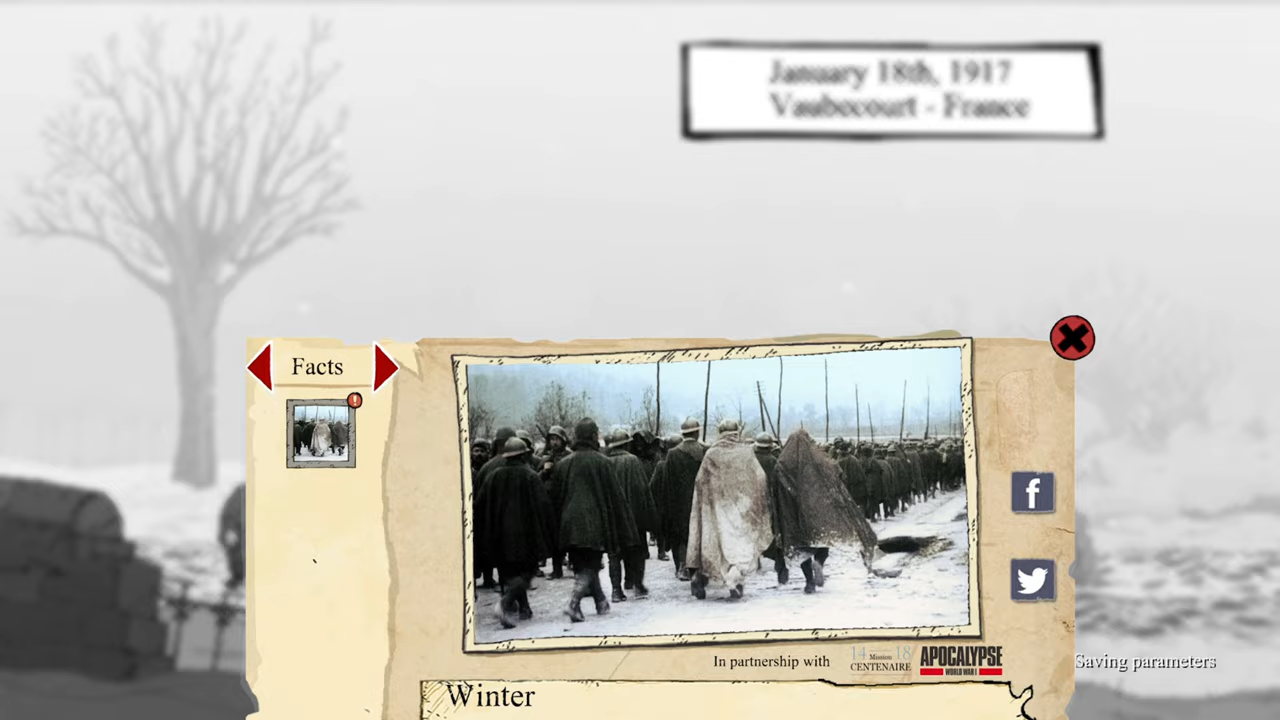 January 18th, 1917
Vaubecourt - France
Facts
In partnership with
14 18
Mission
CENTENAIRE
APOCALYPSE
WORLD WAR I
Saving parameters
Winter